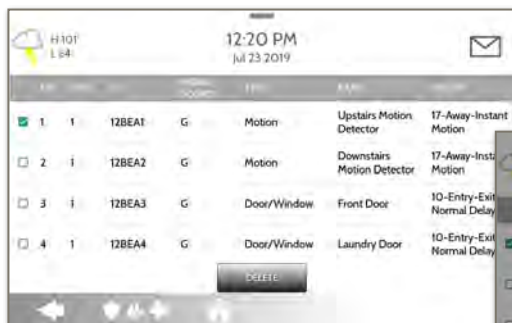 H 101°
L 64°
12:20 PM
Jul 23 2019
1 1 12BEA1 G Motion Upstairs Motion Detector 17-Away-Instant Motion
2 1 12BEA2 G Motion Downstairs Motion Detector 17-Away-Insta Motion
3 1 12BEA3 G Door/Window Front Door 10-Entry-Exit Normal Delay
4 1 12BEA4 G Door/Window Laundry Door 10-Entry-Exit Normal Delay
DELETE